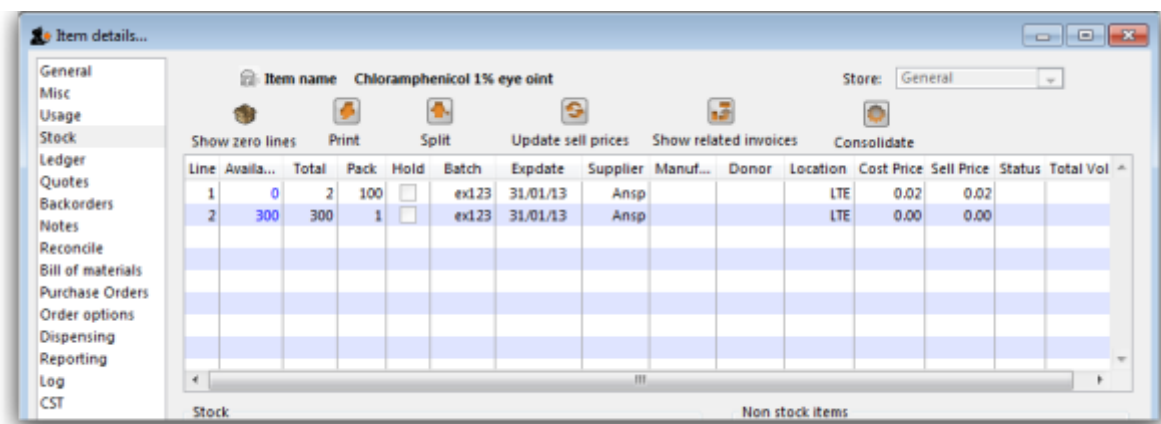 Item details...
General
Misc
Usage
Stock
Ledger
Quotes
Backorders
Notes
Reconcile
Bill of materials
Purchase Orders
Order options
Dispensing
Reporting
Log
CST
Item name Chloramphenicol 1% eye oint
Store: General
Show zero lines Print Split Update sell prices Show related invoices Consolidate
Line Availa... Total Pack Hold Batch Expdate Supplier Manuf... Donor Location Cost Price Sell Price Status Total Vol
1 0 2 100 ex123 31/01/13 Ansp LTE 0.02 0.02
2 300 300 1 ex123 31/01/13 Ansp LTE 0.00 0.00
Stock Non stock items